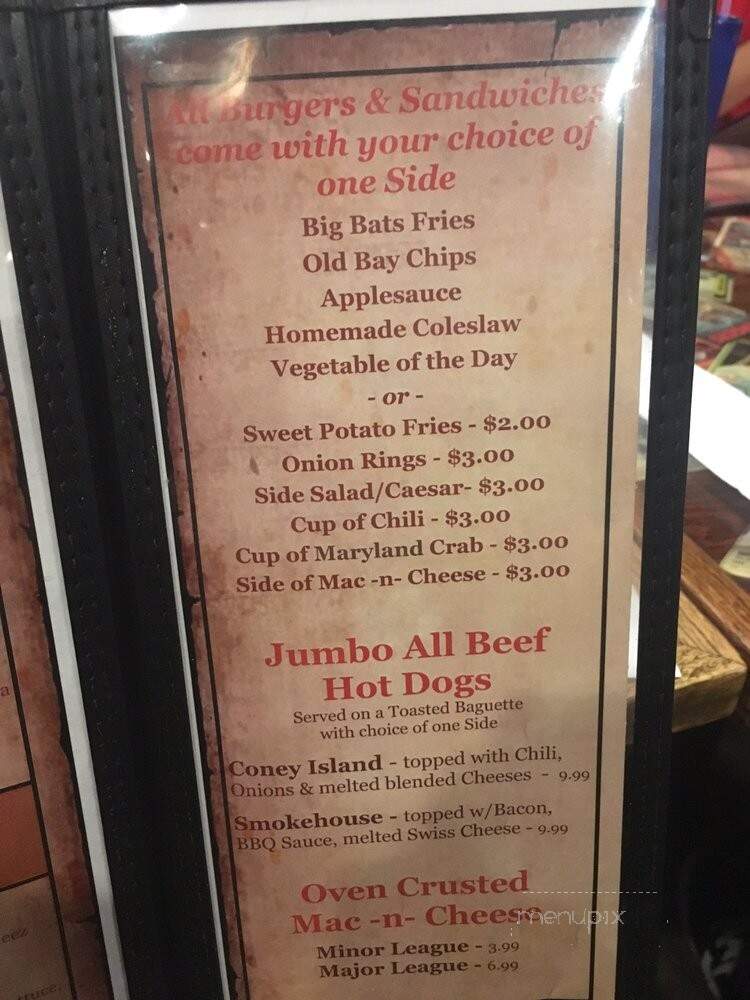 All Burgers & Sandwiches
come with your choice of
one Side
Big Bats Fries
Old Bay Chips
Applesauce
Homemade Coleslaw
Vegetable of the Day
- or -
Sweet Potato Fries - $2.00
Onion Rings - $3.00
Side Salad/Caesar- $3.00
Cup of Chili - $3.00
Cup of Maryland Crab - $3.00
Side of Mac -n- Cheese - $3.00
Jumbo All Beef
Hot Dogs
Served on a Toasted Baguette
with choice of one Side
Coney Island - topped with Chili,
Onions & melted blended Cheeses - 9.99
Smokehouse - topped w/Bacon,
BBQ Sauce, melted Swiss Cheese - 9.99
Oven Crusted
Mac -n- Cheese
menupix
Minor League - 3.99
Major League - 6.99